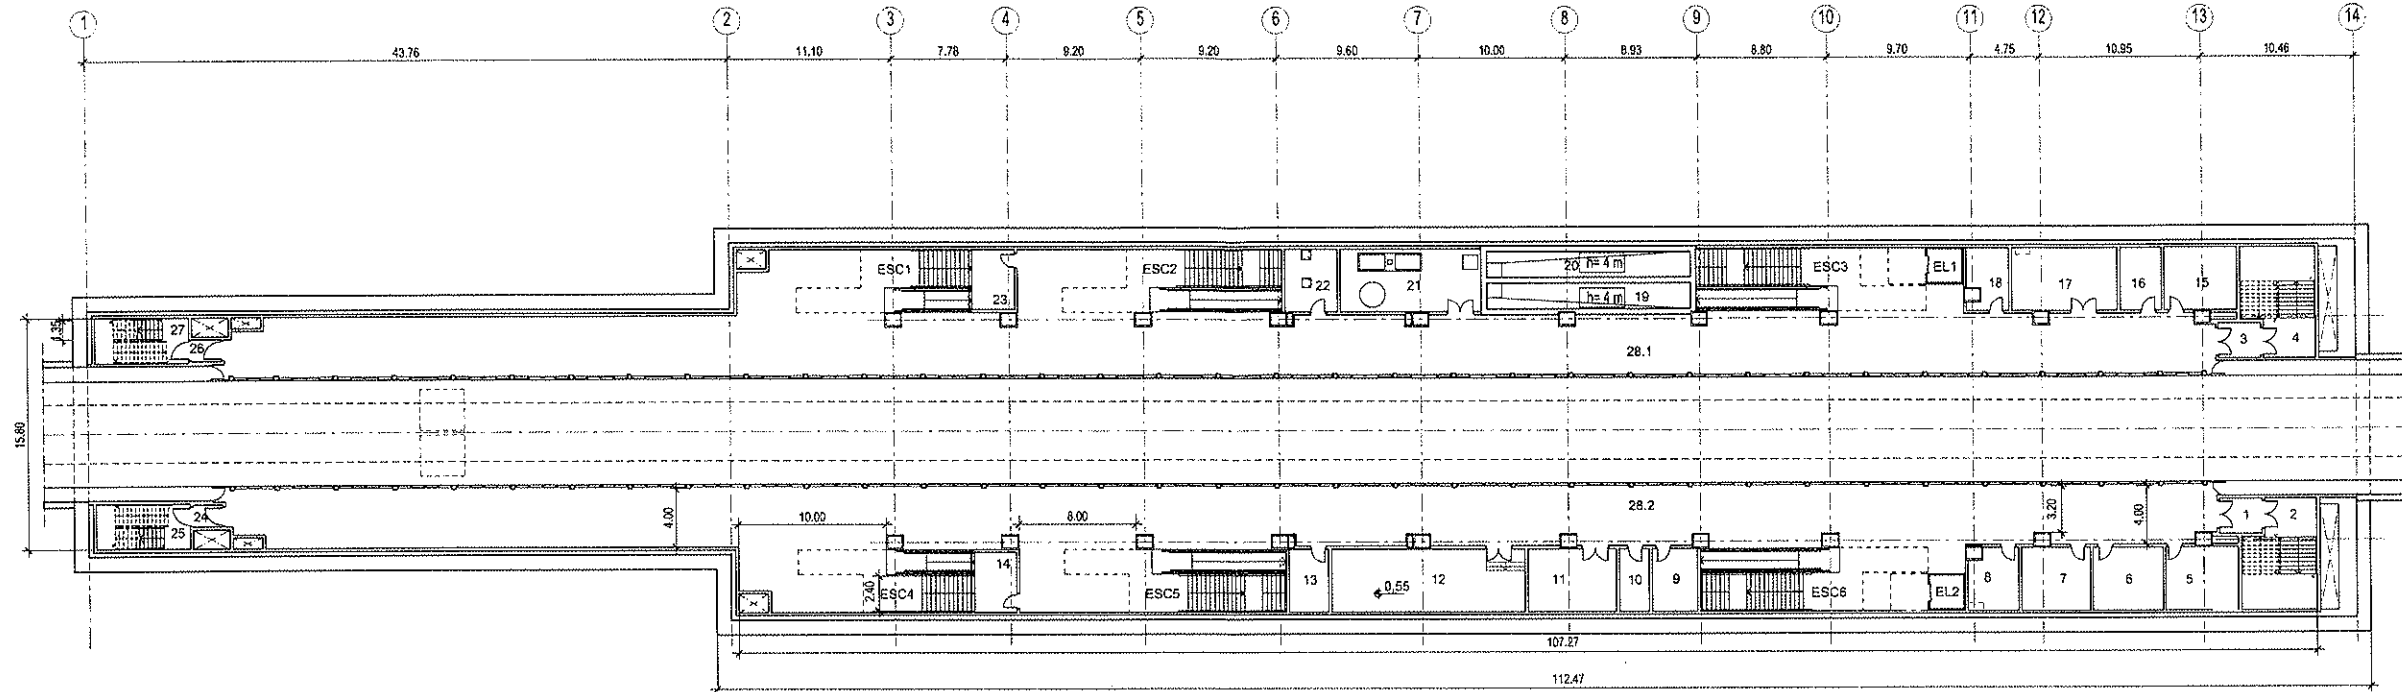 1 2 3 4 5 6 7 8 9 10 11 12 13 14
43.76 11.10 7.78 9.20 9.20 9.60 10.00 8.93 8.80 9.70 4.75 10.95 10.46
ESC1 ESC2 20 h= 4 m ESC3 EL1
23 22 21 h= 4 m 19 18 17 16 15
27 26 28.1 3 4
1.35
15.80
24 25 4.00 10.00 8.00 28.2 3.20 4.00 1 2
14 13 12 11 10 9 8 7 6 5
2.40 ESC4 ESC5 0,55 ESC6 EL2
107.27
112.47